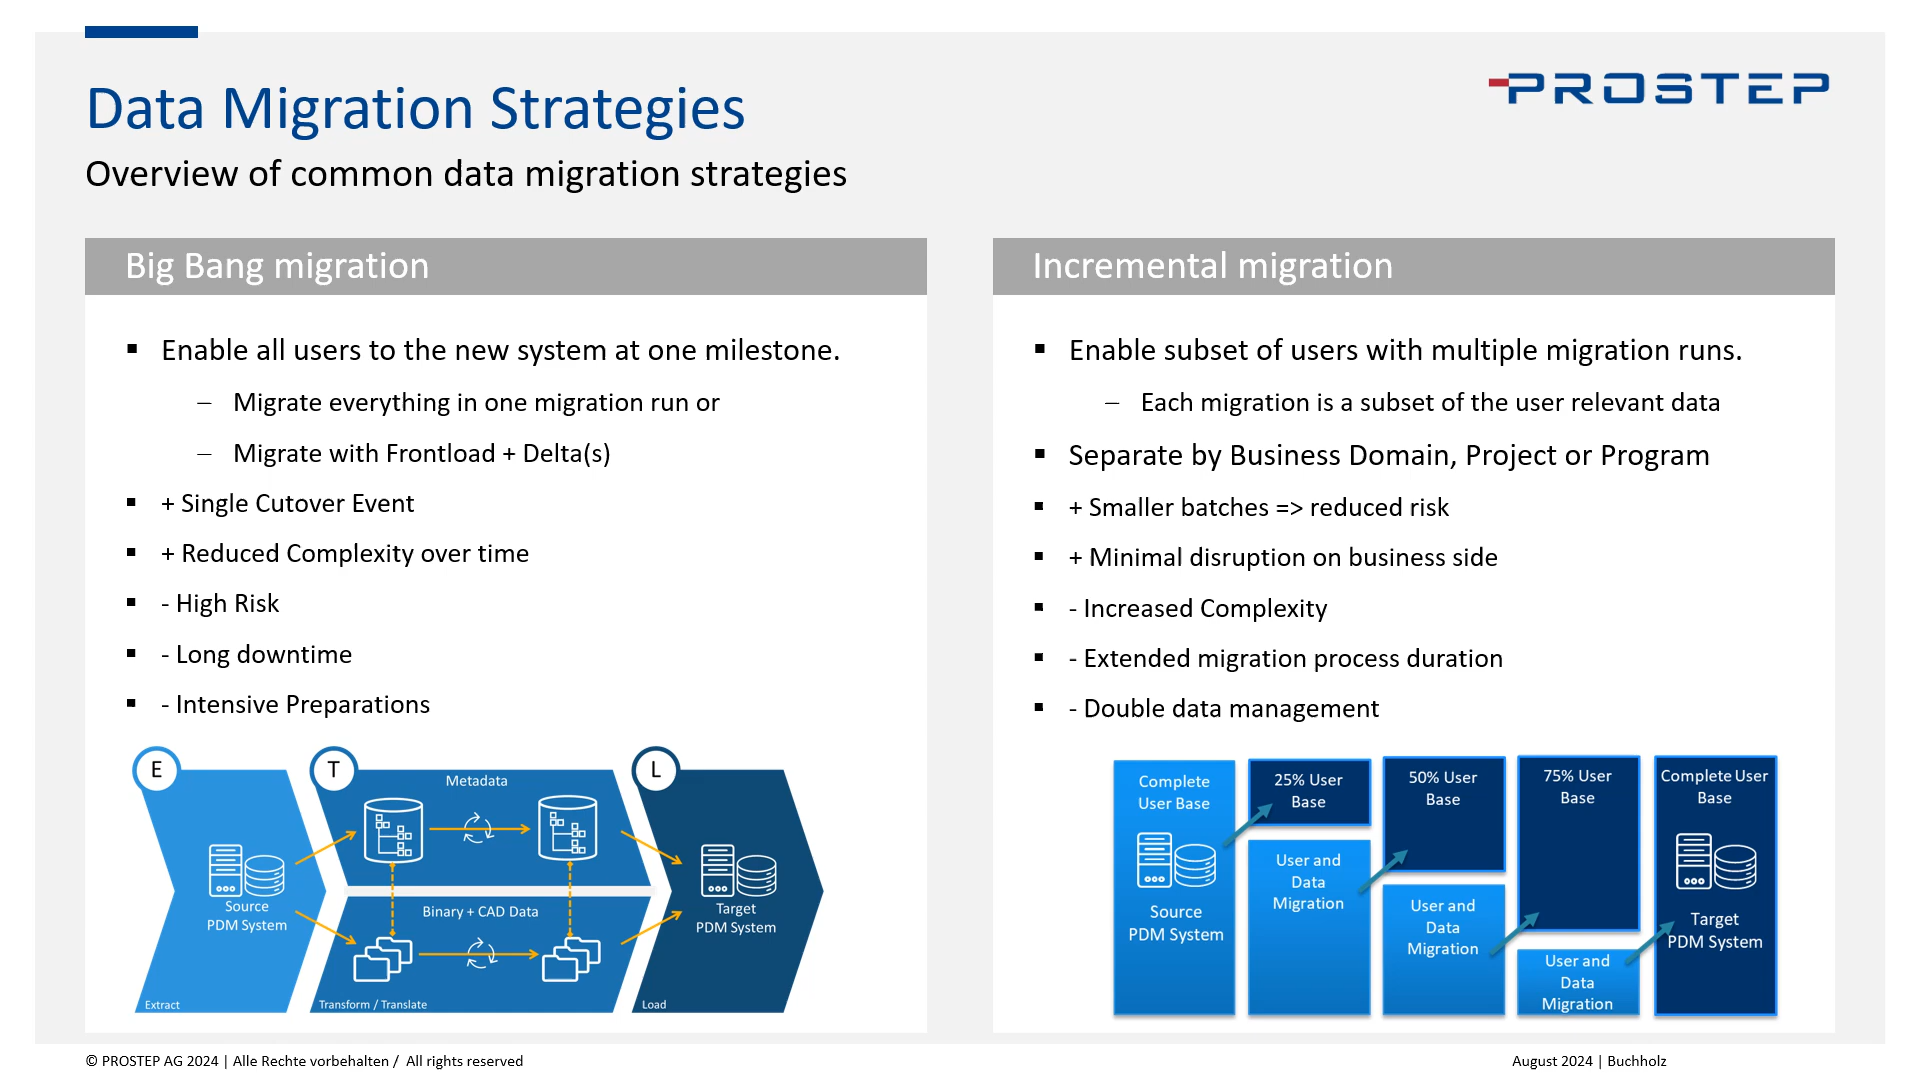 PROSTEP
Data Migration Strategies
Overview of common data migration strategies
Big Bang migration
▪ Enable all users to the new system at one milestone.
– Migrate everything in one migration run or
– Migrate with Frontload + Delta(s)
▪ + Single Cutover Event
▪ + Reduced Complexity over time
▪ - High Risk
▪ - Long downtime
▪ - Intensive Preparations
E
T
L
Metadata
Source
PDM System
Binary + CAD Data
Target
PDM System
Extract
Transform / Translate
Load
Incremental migration
▪ Enable subset of users with multiple migration runs.
– Each migration is a subset of the user relevant data
▪ Separate by Business Domain, Project or Program
▪ + Smaller batches => reduced risk
▪ + Minimal disruption on business side
▪ - Increased Complexity
▪ - Extended migration process duration
▪ - Double data management
Complete
User Base
Source
PDM System
25% User
Base
User and
Data
Migration
50% User
Base
User and
Data
Migration
75% User
Base
User and
Data
Migration
Complete User
Base
Target
PDM System
© PROSTEP AG 2024 | Alle Rechte vorbehalten / All rights reserved
August 2024 | Buchholz